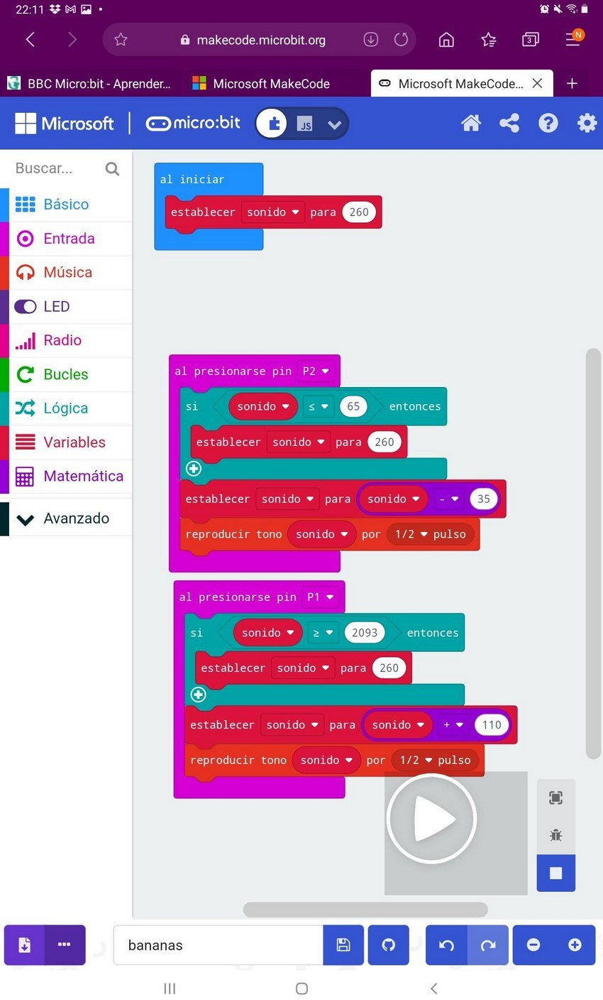 22:11
makecode.microbit.org
3
N
BBC Micro:bit - Aprender...
Microsoft MakeCode
Microsoft MakeCode...
Microsoft
micro:bit
JS
Buscar...
Básico
Entrada
Música
LED
Radio
Bucles
Lógica
Variables
Matemática
Avanzado
al iniciar
establecer sonido para 260
al presionarse pin P2
si sonido ≤ 65 entonces
establecer sonido para 260
establecer sonido para sonido - 35
reproducir tono sonido por 1/2 pulso
al presionarse pin P1
si sonido ≥ 2093 entonces
establecer sonido para 260
establecer sonido para sonido + 110
reproducir tono sonido por 1/2 pulso
bananas